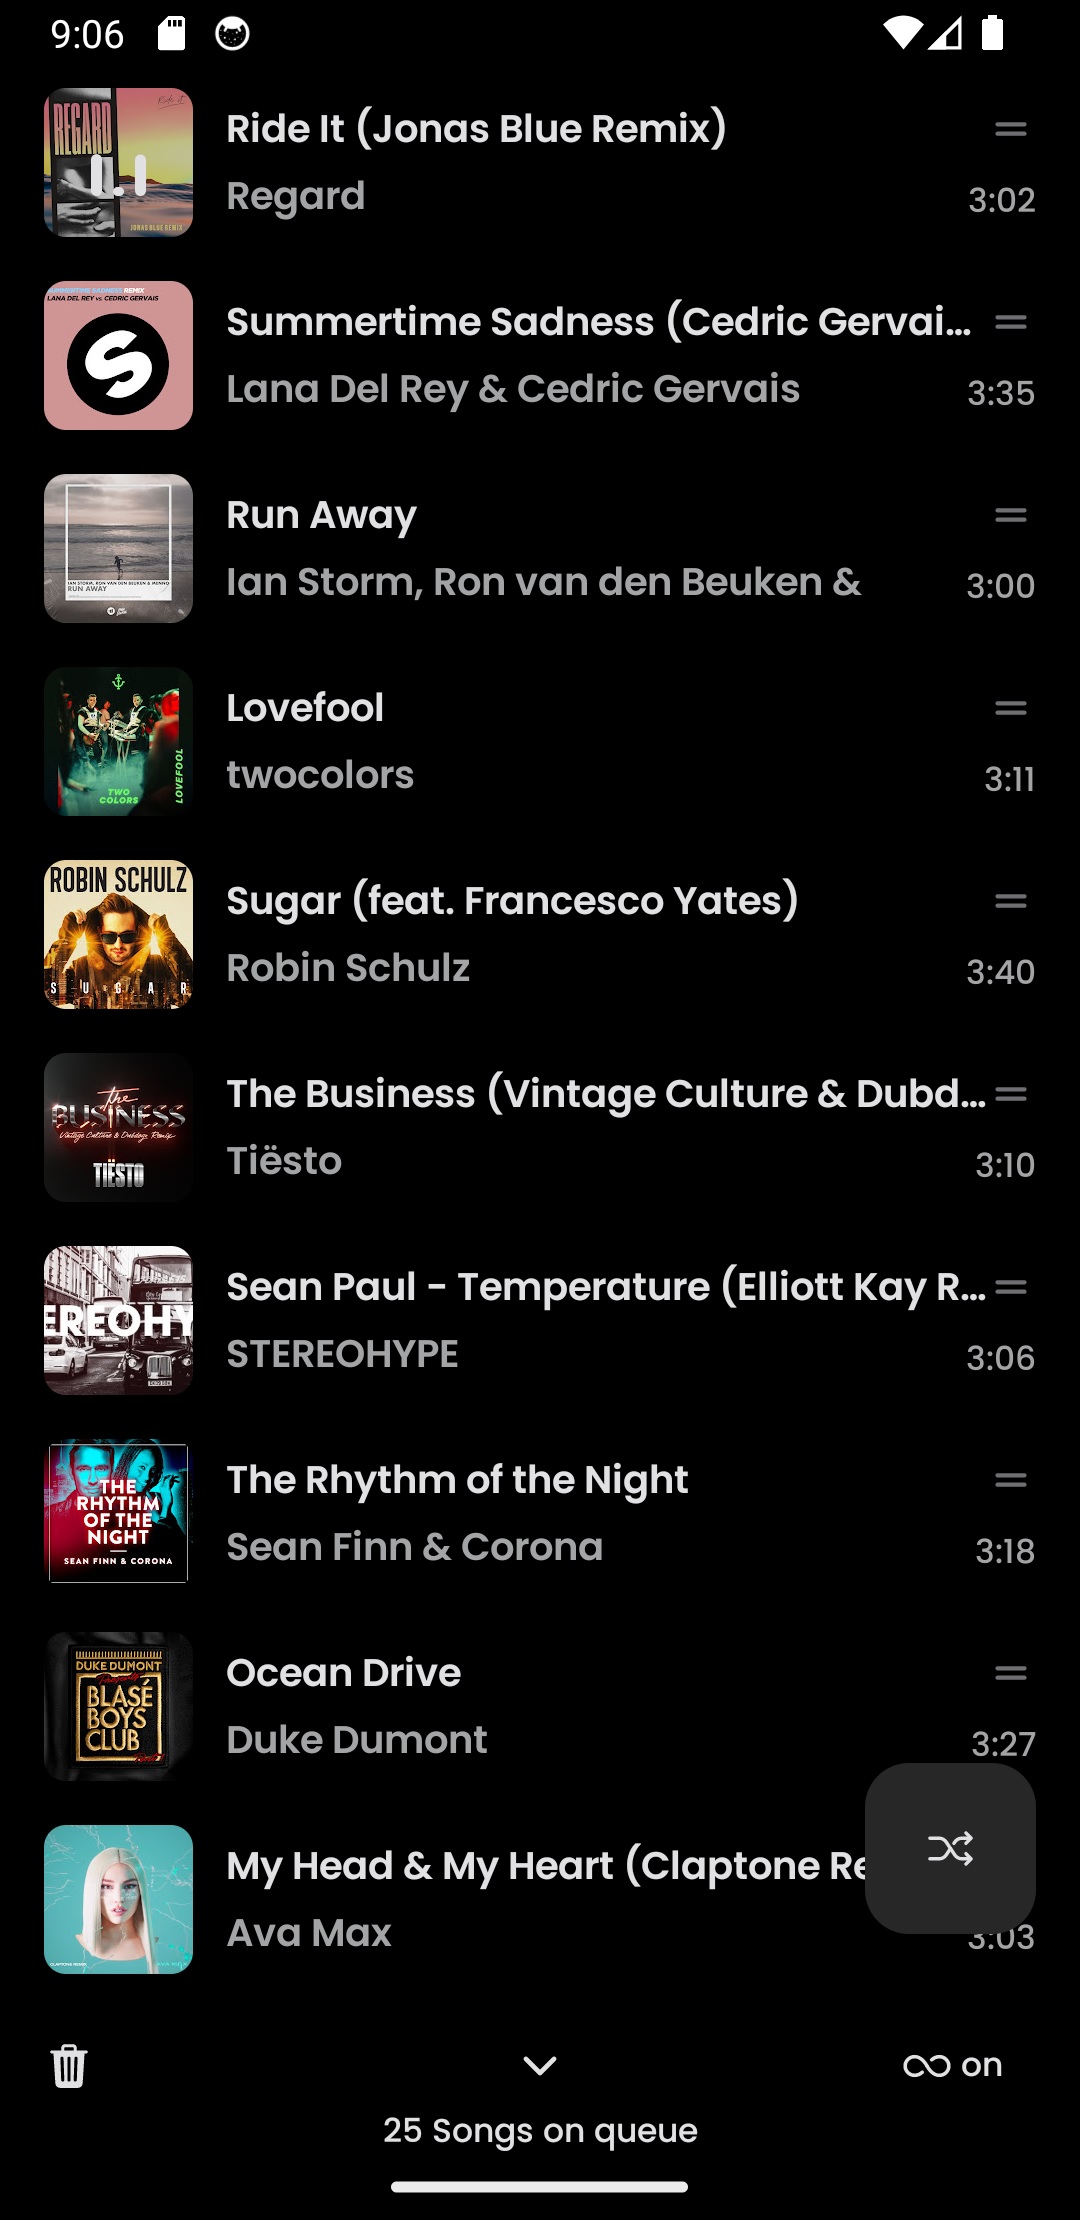 9:06
REGARD
Ride it
JONAS BLUE REMIX
Ride It (Jonas Blue Remix)
Regard
3:02
SUMMERTIME SADNESS REMIX
LANA DEL REY vs. CEDRIC GERVAIS
Summertime Sadness (Cedric Gervai...
Lana Del Rey & Cedric Gervais
3:35
IAN STORM, RON VAN DEN BEUKEN & MENNO
RUN AWAY
Run Away
Ian Storm, Ron van den Beuken &
3:00
TWO
COLORS
LOVEFOOL
Lovefool
twocolors
3:11
ROBIN SCHULZ
SUGAR
Sugar (feat. Francesco Yates)
Robin Schulz
3:40
The
BUSINESS
Vintage Culture & Dubdogz Remix
TIËSTO
The Business (Vintage Culture & Dubd...
Tiësto
3:10
EREOHY
Sean Paul - Temperature (Elliott Kay R...
STEREOHYPE
3:06
THE
RHYTHM
OF THE
NIGHT
SEAN FINN & CORONA
The Rhythm of the Night
Sean Finn & Corona
3:18
DUKE DUMONT
BLASÉ
BOYS
CLUB
Ocean Drive
Duke Dumont
3:27
CLAPTONE REMIX
AVA MAX
My Head & My Heart (Claptone Re
Ava Max
3:03
on
25 Songs on queue